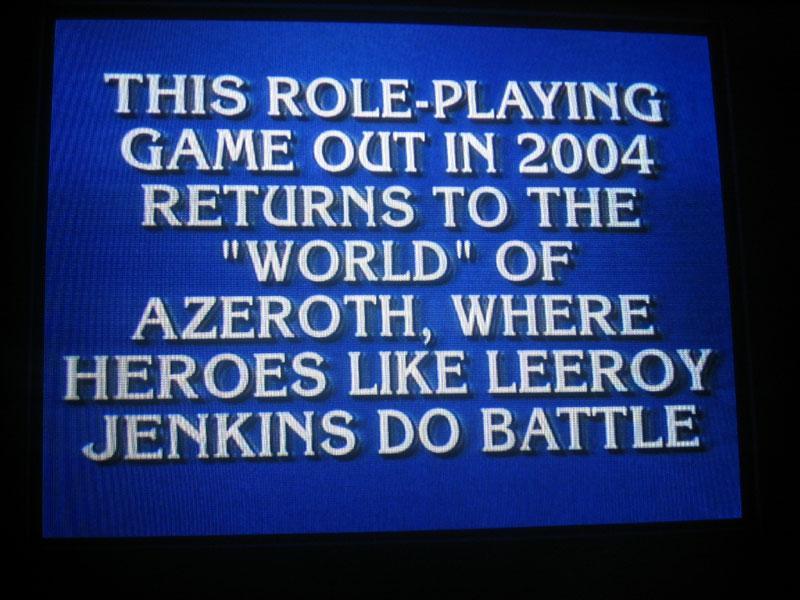 THIS ROLE-PLAYING
GAME OUT IN 2004
RETURNS TO THE
"WORLD" OF
AZEROTH, WHERE
HEROES LIKE LEEROY
JENKINS DO BATTLE